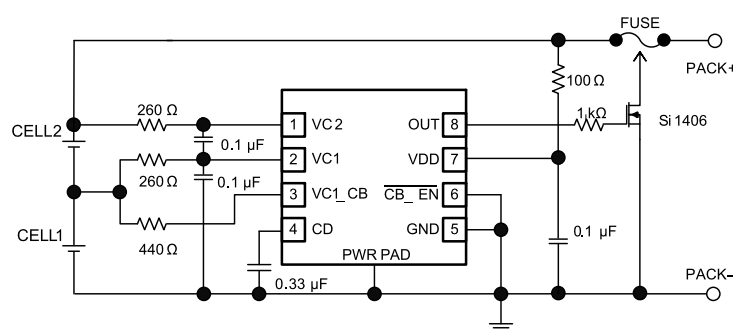 FUSE
PACK+
100 Ω
260 Ω
1 kΩ
1 VC2
OUT 8
Si 1406
CELL2
0.1 µF
2 VC1
VDD 7
260 Ω
0.1 µF
3 VC1_CB
CB_EN 6
CELL1
4 CD
GND 5
0.1 µF
440 Ω
PWR PAD
0.33 µF
PACK–